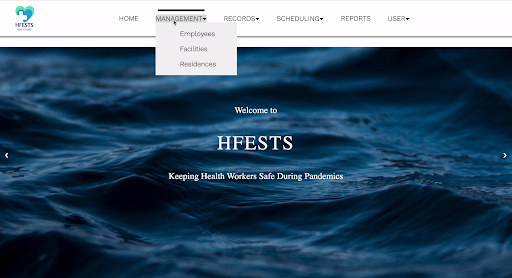 HFESTS
HOME
MANAGEMENT
RECORDS
SCHEDULING
REPORTS
USER
Employees
Facilities
Residences
Welcome to
HFESTS
Keeping Health Workers Safe During Pandemics